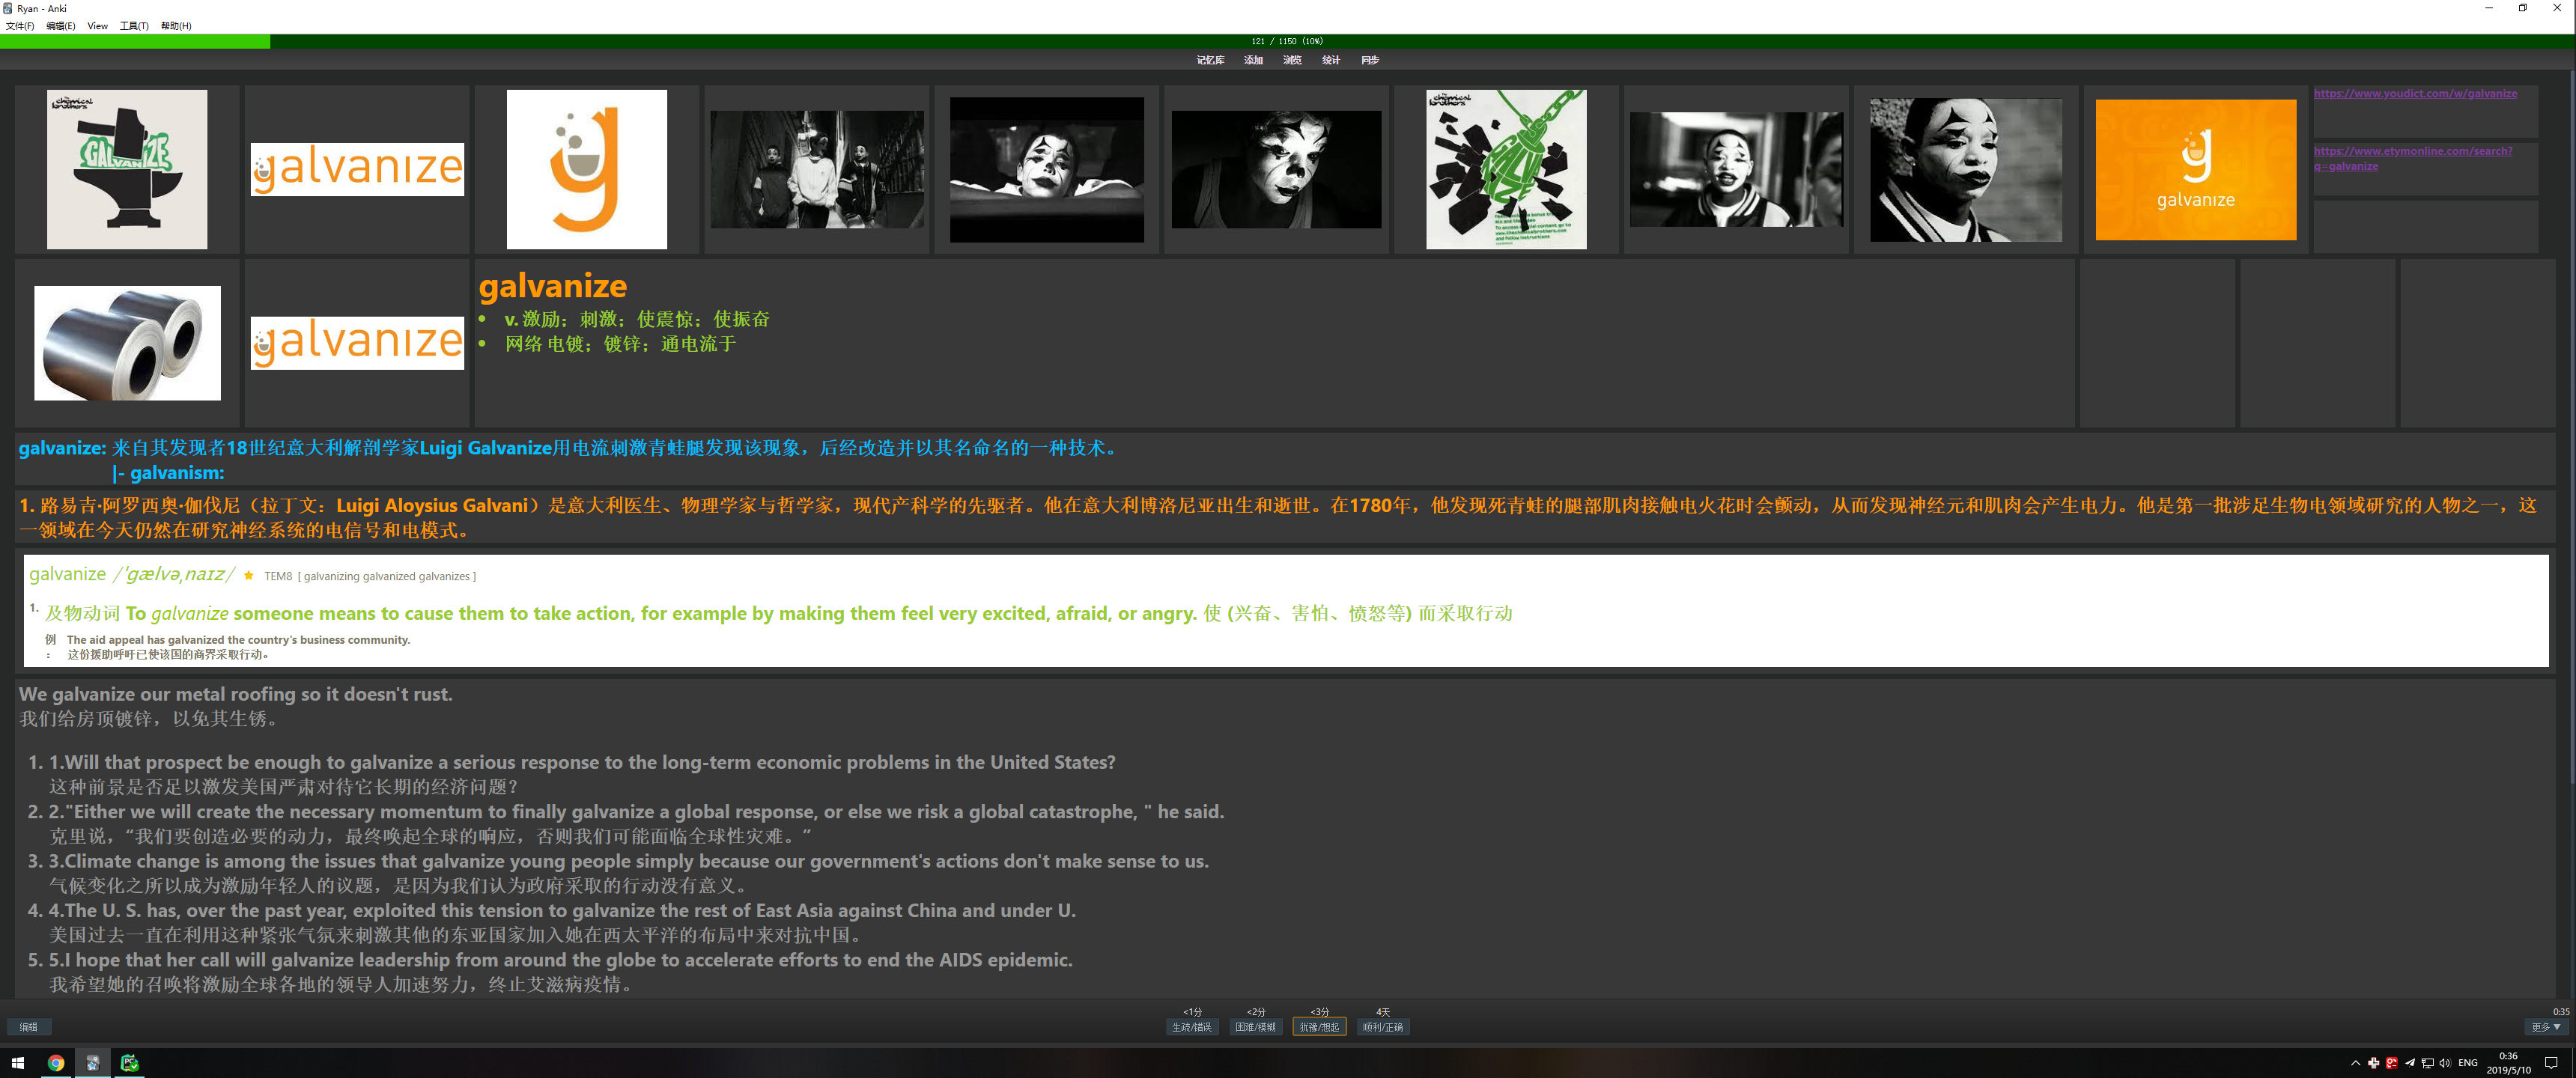 Ryan - Anki
文件(F) 编辑(E) View 工具(T) 帮助(H)
121 / 1150 (10%)
记忆库 添加 浏览 统计 同步
the chemical brothers
GALVANIZE
galvanize
g
the chemical brothers
galvanize
https://www.youdict.com/w/galvanize
https://www.etymonline.com/search?
q=galvanize
galvanize
galvanize
v. 激励；刺激；使震惊；使振奋
网络 电镀；镀锌；通电流于
galvanize: 来自其发现者18世纪意大利解剖学家Luigi Galvanize用电流刺激青蛙腿发现该现象，后经改造并以其名命名的一种技术。
|- galvanism:
1. 路易吉·阿罗西奥·伽伐尼（拉丁文：Luigi Aloysius Galvani）是意大利医生、物理学家与哲学家，现代产科学的先驱者。他在意大利博洛尼亚出生和逝世。在1780年，他发现死青蛙的腿部肌肉接触电火花时会颤动，从而发现神经元和肌肉会产生电力。他是第一批涉足生物电领域研究的人物之一，这
一领域在今天仍然在研究神经系统的电信号和电模式。
galvanize /ˈgælvəˌnaɪz/ TEM8 [ galvanizing galvanized galvanizes ]
1. 及物动词 To galvanize someone means to cause them to take action, for example by making them feel very excited, afraid, or angry. 使 (兴奋、害怕、愤怒等) 而采取行动
例 The aid appeal has galvanized the country's business community.
： 这份援助呼吁已使该国的商界采取行动。
We galvanize our metal roofing so it doesn't rust.
我们给房顶镀锌，以免其生锈。
1. 1.Will that prospect be enough to galvanize a serious response to the long-term economic problems in the United States?
这种前景是否足以激发美国严肃对待它长期的经济问题？
2. 2."Either we will create the necessary momentum to finally galvanize a global response, or else we risk a global catastrophe, " he said.
克里说，“我们要创造必要的动力，最终唤起全球的响应，否则我们可能面临全球性灾难。”
3. 3.Climate change is among the issues that galvanize young people simply because our government's actions don't make sense to us.
气候变化之所以成为激励年轻人的议题，是因为我们认为政府采取的行动没有意义。
4. 4.The U. S. has, over the past year, exploited this tension to galvanize the rest of East Asia against China and under U.
美国过去一直在利用这种紧张气氛来刺激其他的东亚国家加入她在西太平洋的布局中来对抗中国。
5. 5.I hope that her call will galvanize leadership from around the globe to accelerate efforts to end the AIDS epidemic.
我希望她的召唤将激励全球各地的领导人加速努力，终止艾滋病疫情。
<1分 <2分 <3分 4天 0:35
编辑 生疏/错误 困难/模糊 犹豫/想起 顺利/正确 更多 ▼
ENG 0:36
2019/5/10